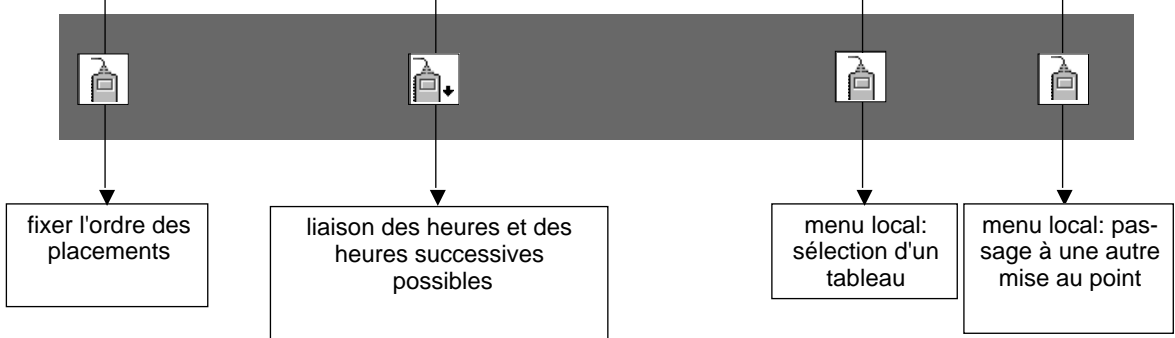 fixer l'ordre des
placements
liaison des heures et des
heures successives
possibles
menu local:
sélection d'un
tableau
menu local: pas-
sage à une autre
mise au point